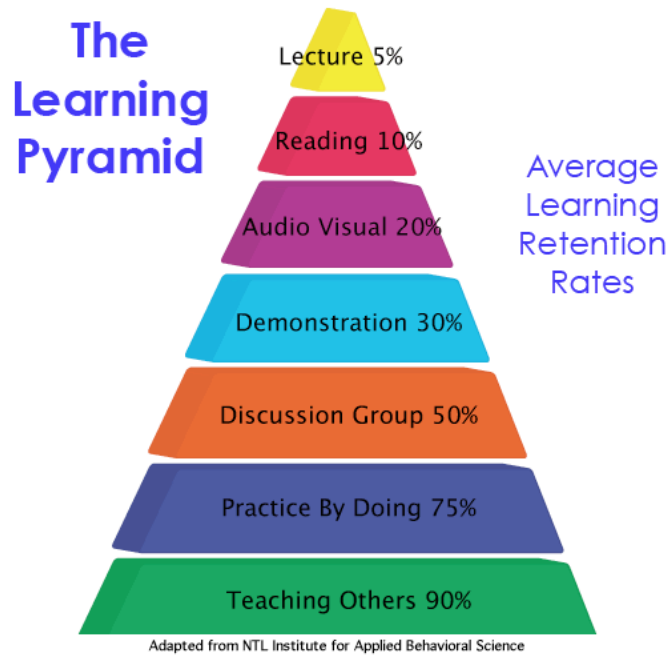 The
Learning
Pyramid
Lecture 5%
Reading 10%
Audio Visual 20%
Average
Learning
Retention
Rates
Demonstration 30%
Discussion Group 50%
Practice By Doing 75%
Teaching Others 90%
Adapted from NTL Institute for Applied Behavioral Science